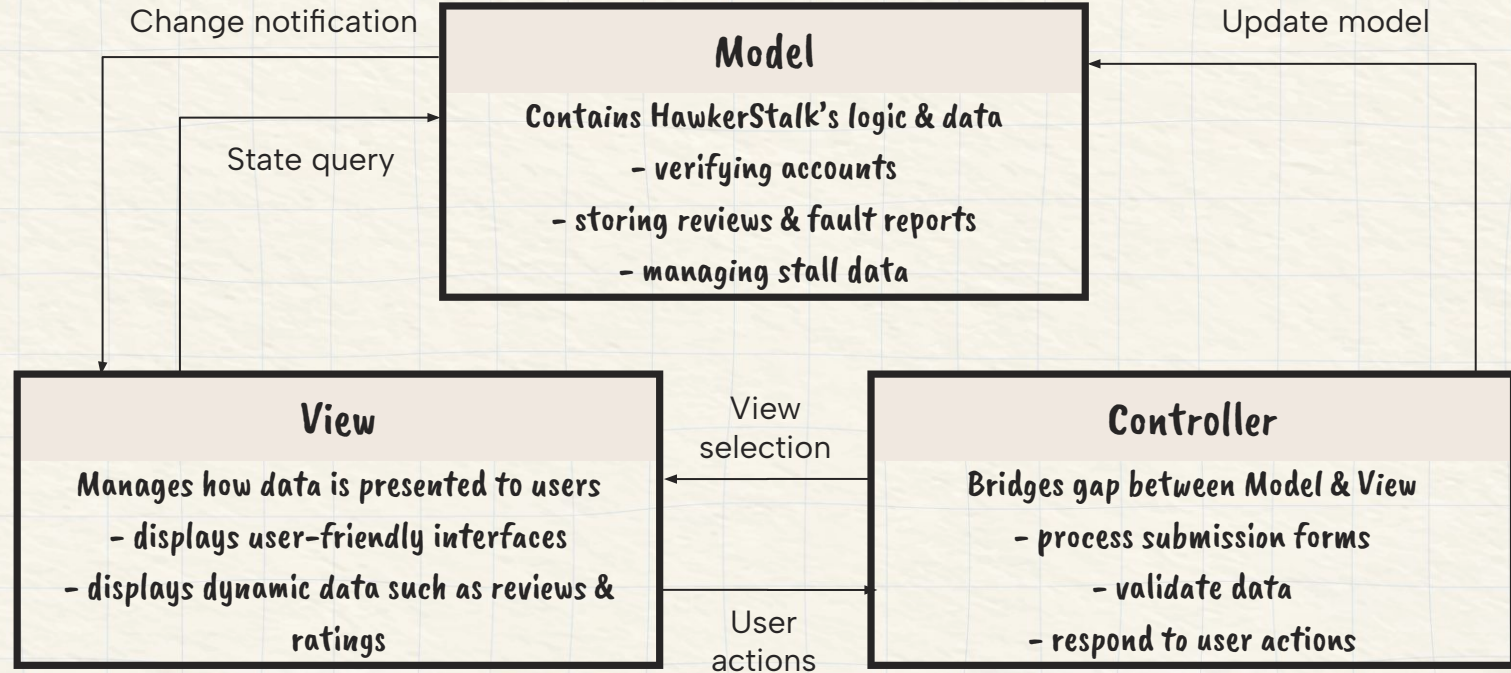 Change notification
Update model
Model
Contains HawkerStalk’s logic & data
- verifying accounts
- storing reviews & fault reports
- managing stall data
State query
View
Manages how data is presented to users
- displays user-friendly interfaces
- displays dynamic data such as reviews &
ratings
View
selection
User
actions
Controller
Bridges gap between Model & View
- process submission forms
- validate data
- respond to user actions